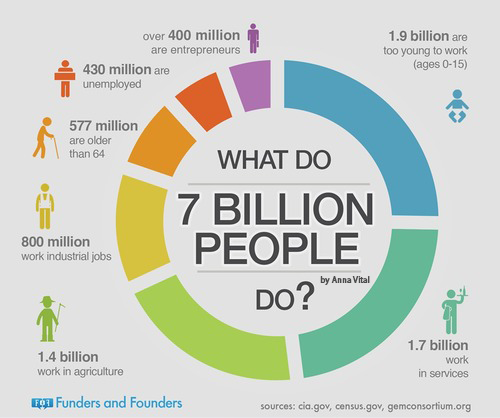 over 400 million
are entrepreneurs
1.9 billion are
too young to work
(ages 0-15)
430 million are
unemployed
577 million
are older
than 64
WHAT DO
7 BILLION
PEOPLE
by Anna Vital
DO?
800 million
work industrial jobs
1.7 billion
work
in services
1.4 billion
work in agriculture
Funders and Founders
sources: cia.gov, census.gov, gemconsortium.org